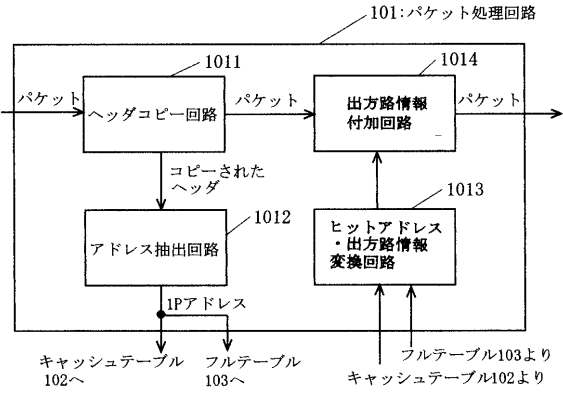 101:パケット処理回路
1011
1014
パケット
ヘッダコピー回路
パケット
出方路情報
付加回路
パケット
コピーされた
ヘッダ
1012
1013
アドレス抽出回路
ヒットアドレス
・出方路情報
変換回路
IPアドレス
キャッシュテーブル
102へ
フルテーブル
103へ
フルテーブル103より
キャッシュテーブル102より